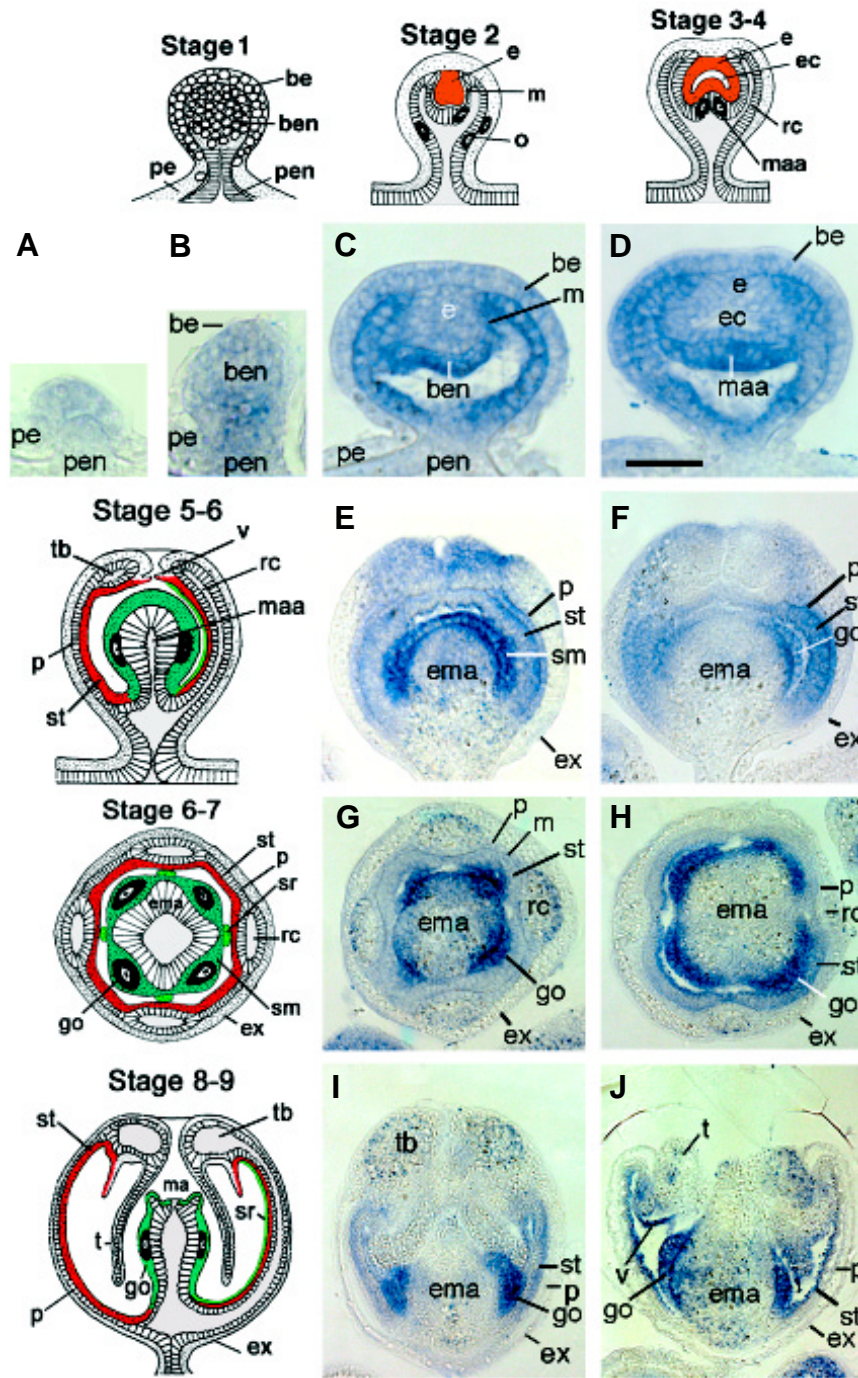 Stage 1
Stage 2
Stage 3-4
be
ben
pe
pen
e
m
o
e
ec
rc
maa
A
B
C
D
be
ben
pe
pen
pe
pen
be
m
e
ben
pe
pen
be
e
ec
maa
Stage 5-6
tb
v
rc
maa
p
st
E
p
st
sm
ema
ex
F
p
st
go
ema
ex
Stage 6-7
st
p
sr
ema
rc
go
sm
ex
G
p
m
st
rc
ema
go
ex
H
p
rc
ema
st
go
ex
Stage 8-9
st
tb
ma
sr
t
go
p
ex
I
tb
st
ema
p
go
ex
J
t
v
go
ema
p
st
ex